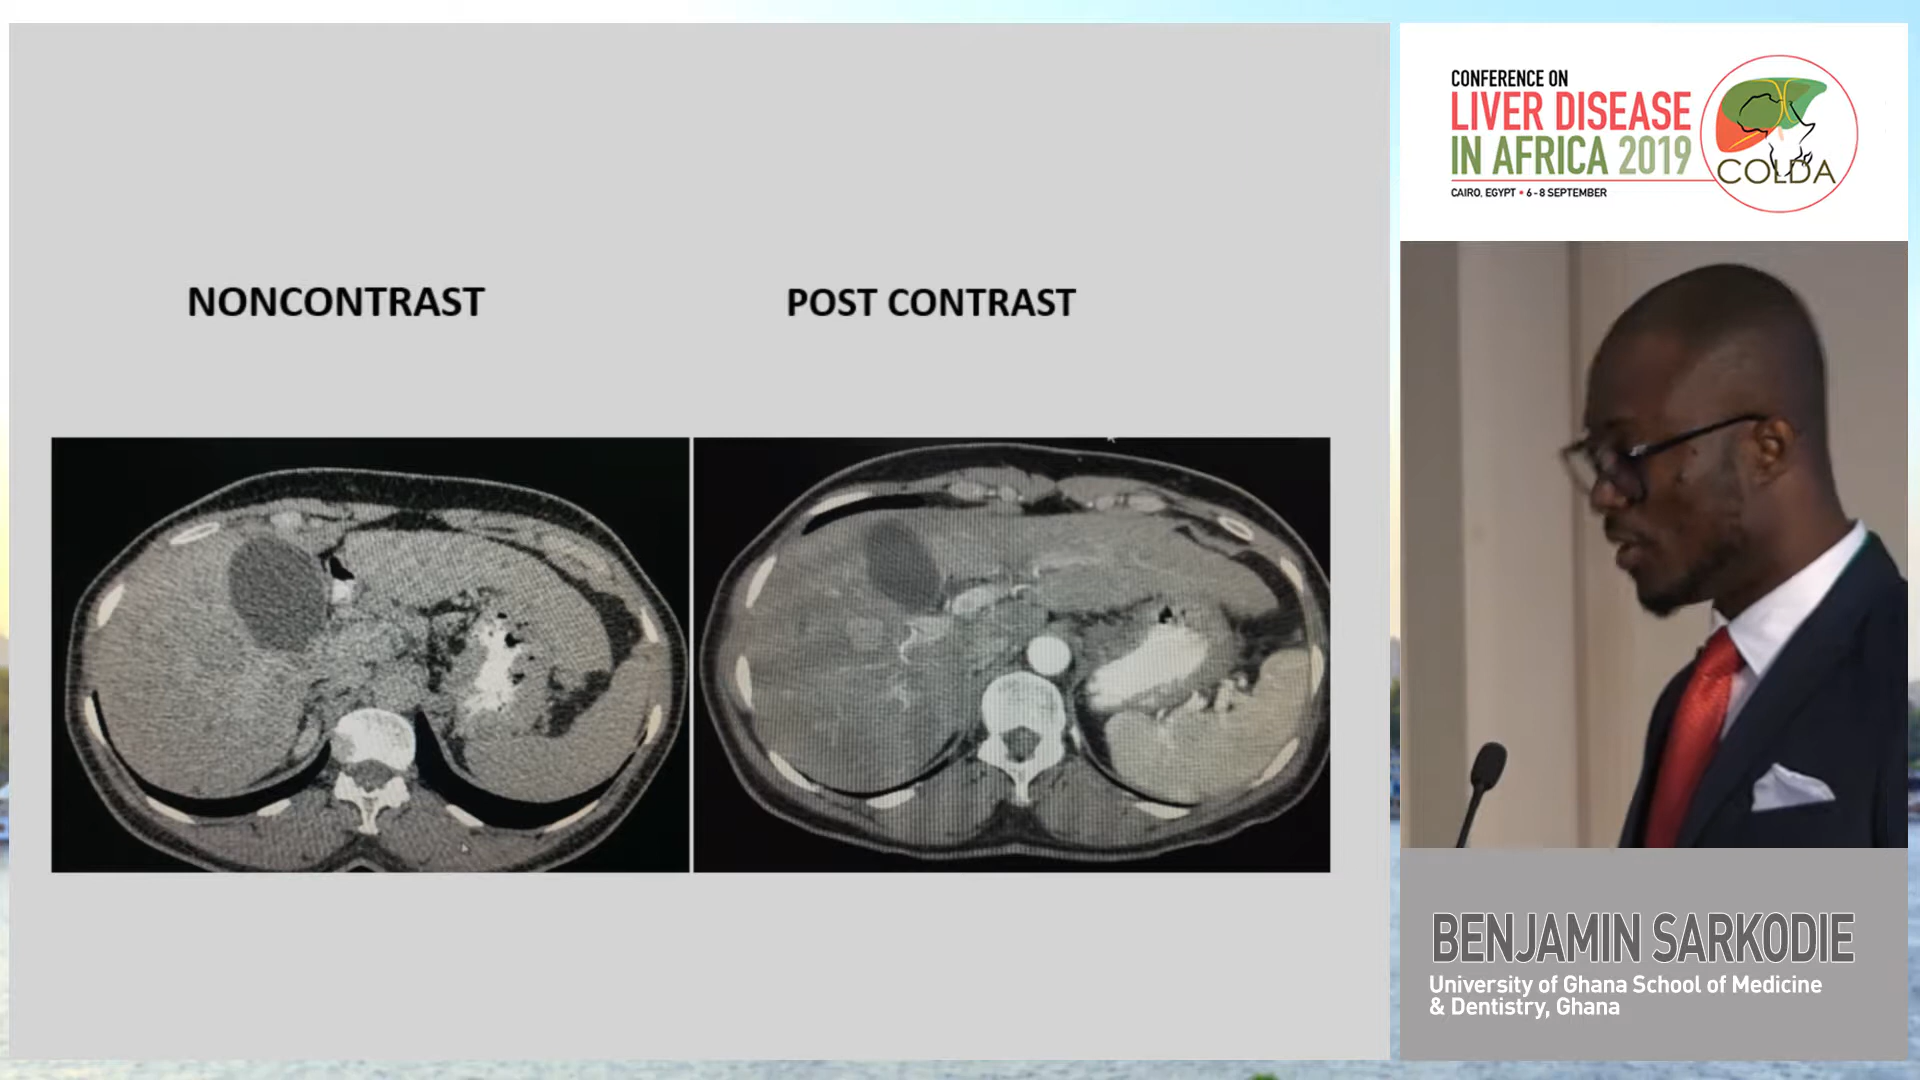 NONCONTRAST
POST CONTRAST
CONFERENCE ON
LIVER DISEASE
IN AFRICA 2019
CAIRO, EGYPT • 6 - 8 SEPTEMBER
COLDA
BENJAMIN SARKODIE
University of Ghana School of Medicine
& Dentistry, Ghana